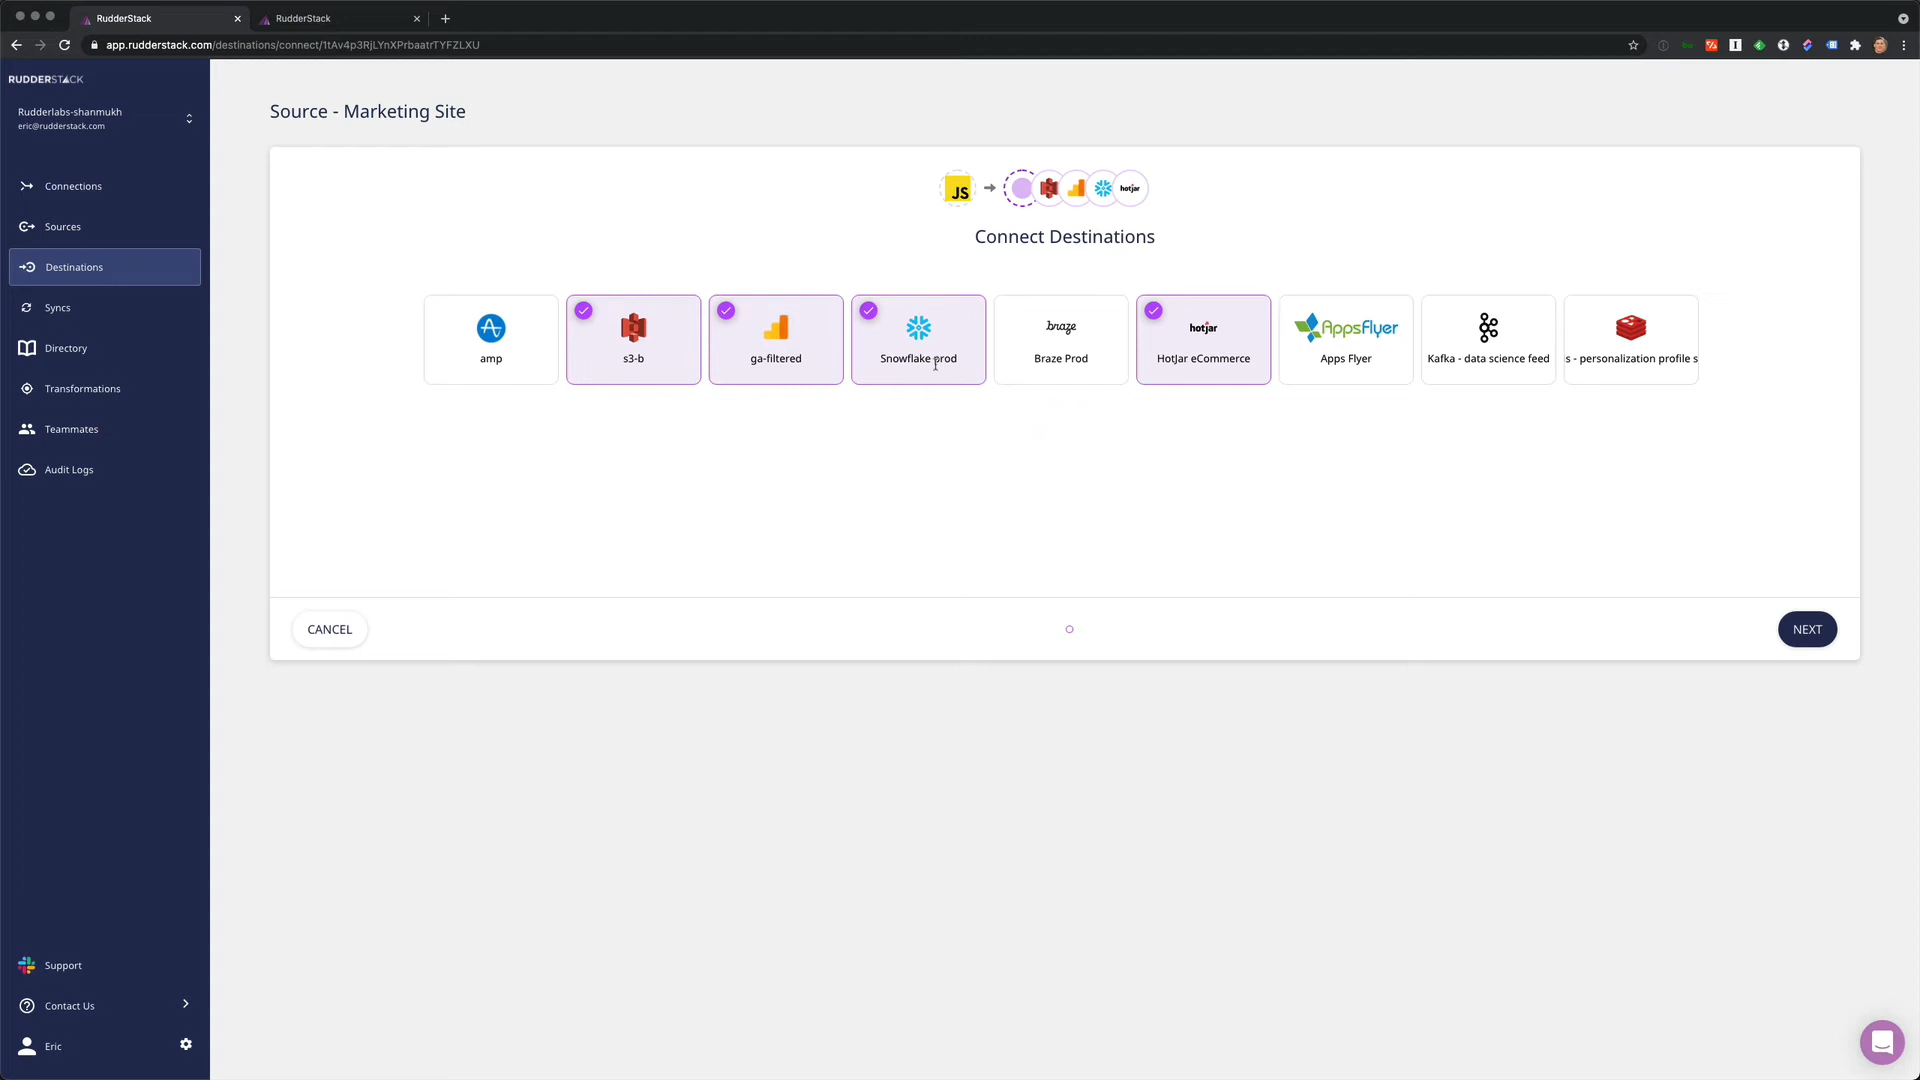 RudderStack
RudderStack
app.rudderstack.com/destinations/connect/1tAv4p3RjLYnXPrbaatrTYFZLXU
RUDDERSTACK
Rudderlabs-shanmukh
eric@rudderstack.com
Connections
Sources
Destinations
Syncs
Directory
Transformations
Teammates
Audit Logs
Support
Contact Us
Eric
Source - Marketing Site
JS
hotjar
Connect Destinations
amp
s3-b
ga-filtered
Snowflake prod
braze
Braze Prod
hotjar
HotJar eCommerce
AppsFlyer
Apps Flyer
Kafka - data science feed
s - personalization profile s
CANCEL
NEXT